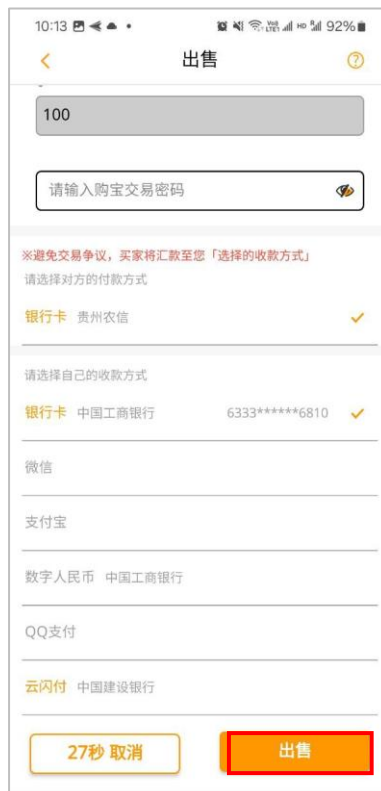 10:13 92%
出售
100
请输入购宝交易密码
※避免交易争议，买家将汇款至您「选择的收款方式」
请选择对方的付款方式
银行卡 贵州农信
请选择自己的收款方式
银行卡 中国工商银行 6333******6810
微信
支付宝
数字人民币 中国工商银行
QQ支付
云闪付 中国建设银行
27秒 取消 出售